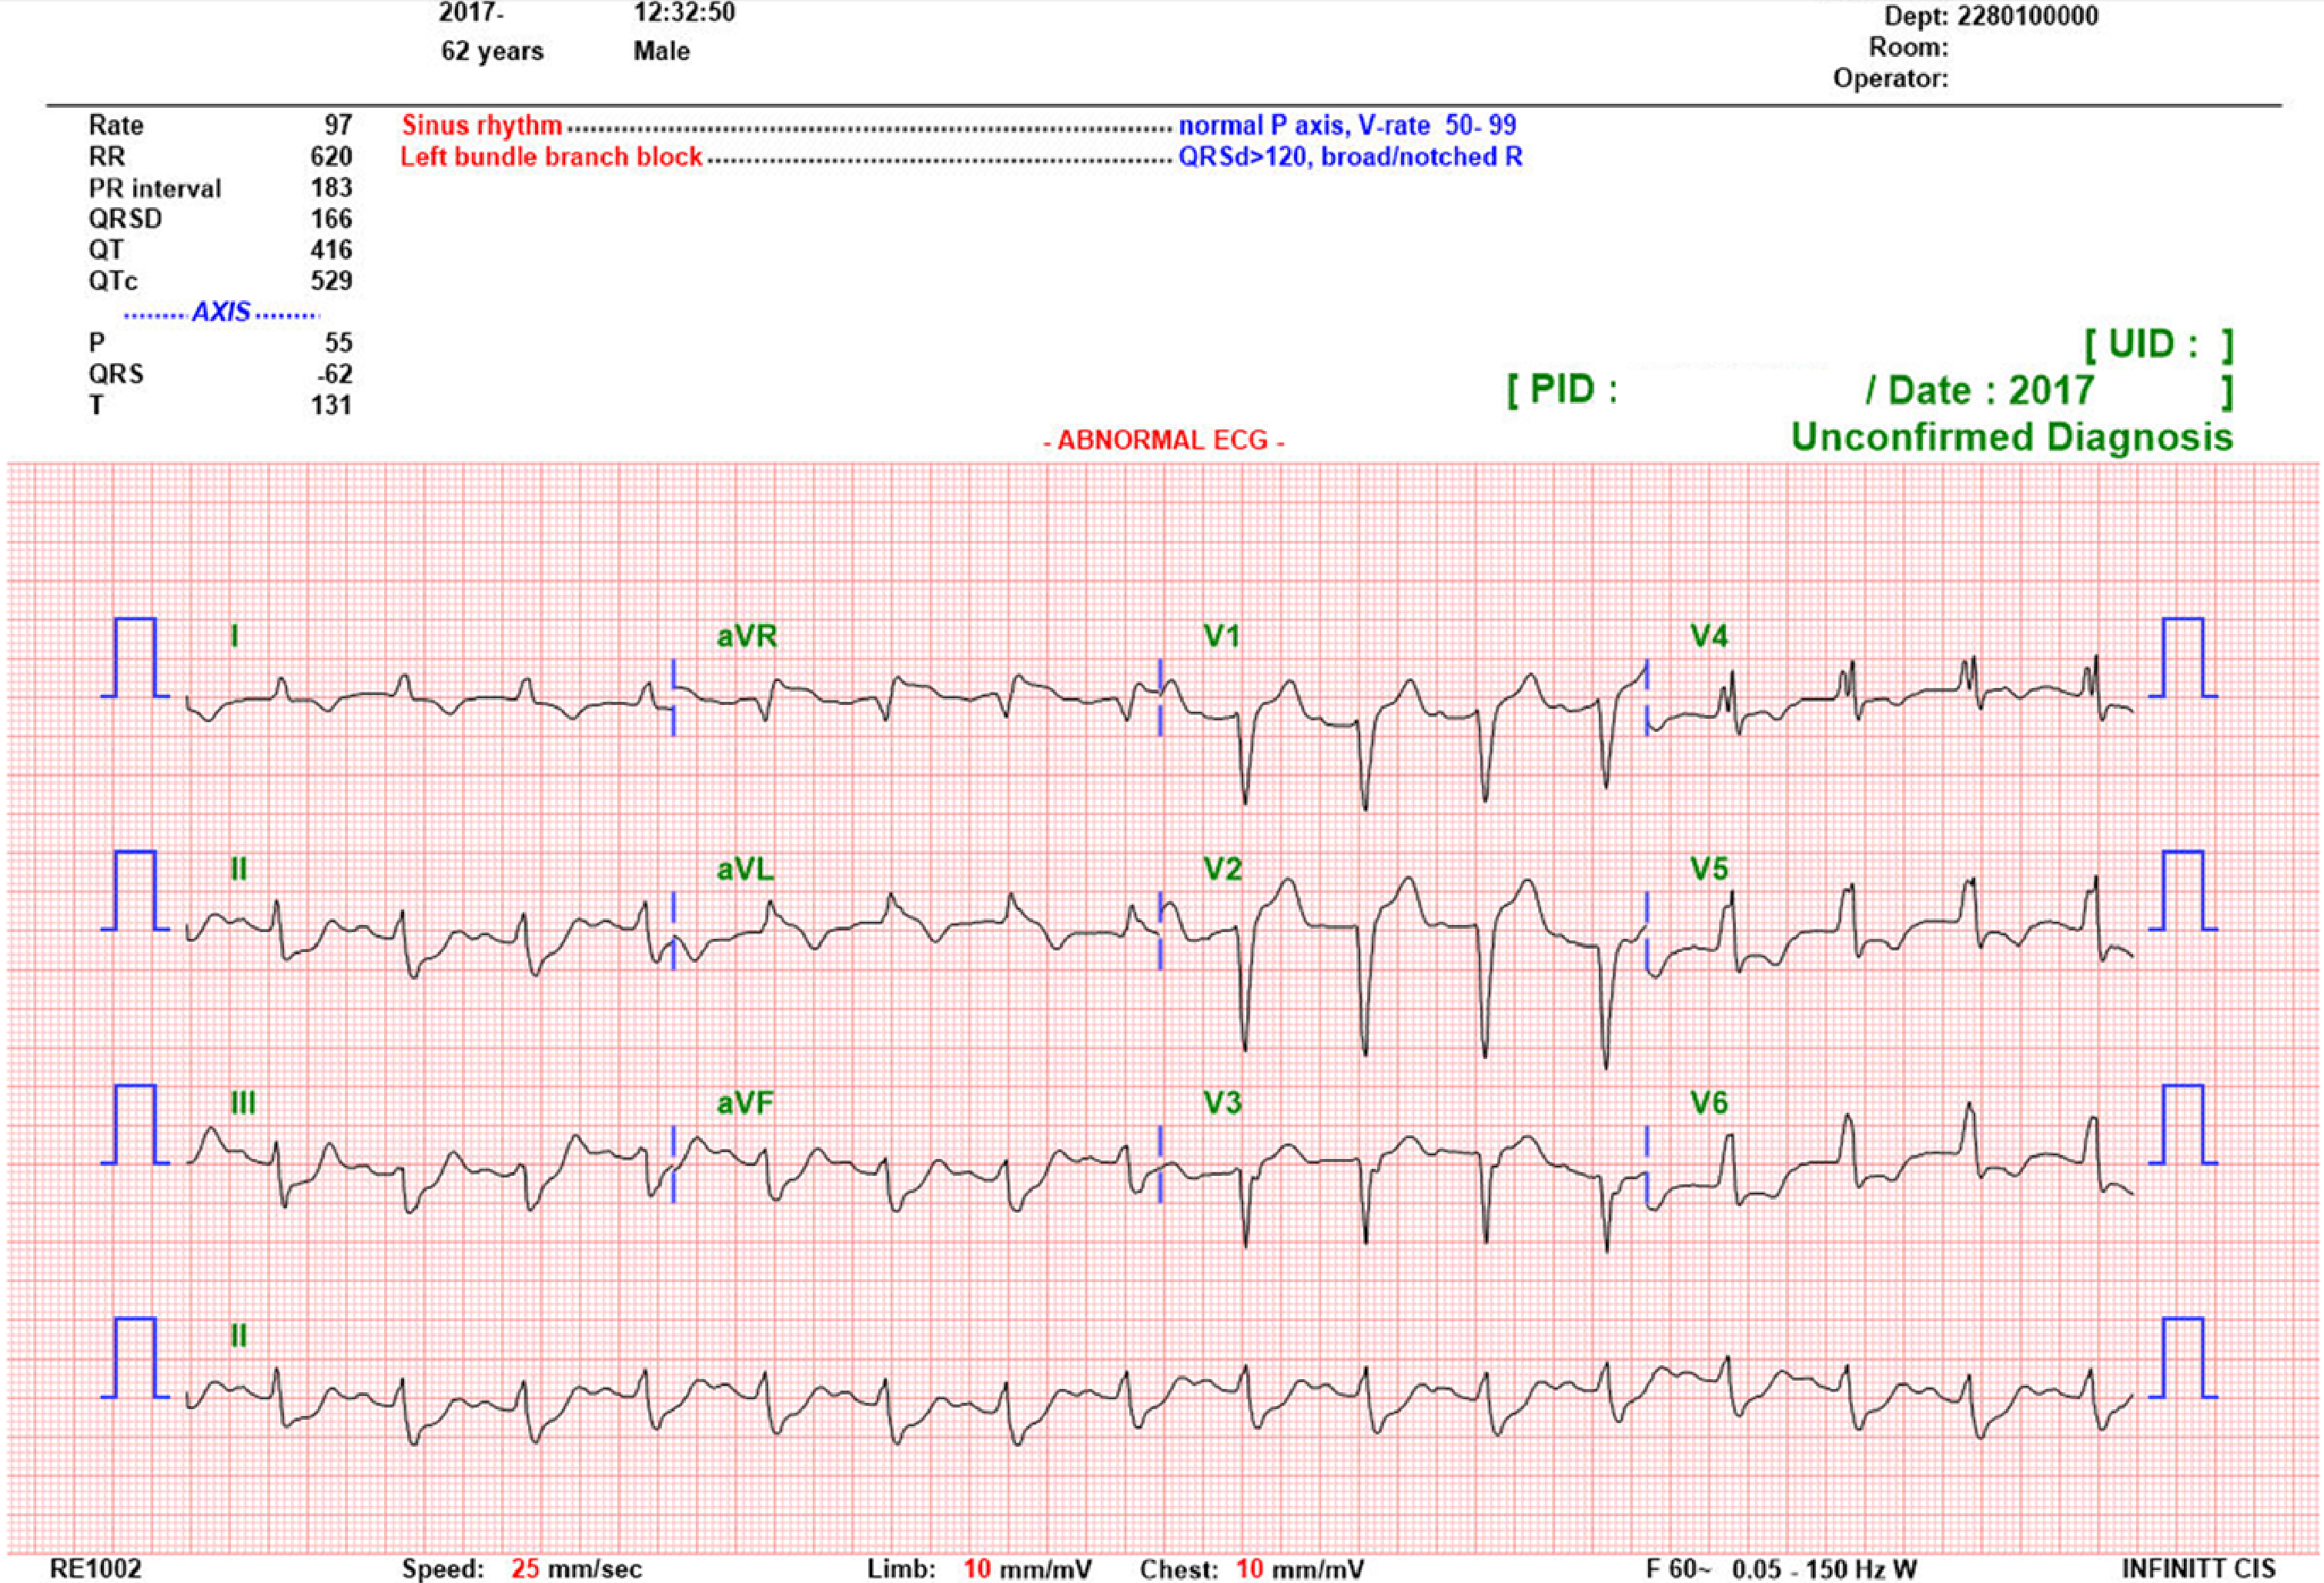 2017- 12:32:50 Dept: 2280100000
62 years Male Room:
Operator:
Rate 97 Sinus rhythm normal P axis, V-rate 50- 99
RR 620 Left bundle branch block QRSd>120, broad/notched R
PR interval 183
QRSD 166
QT 416
QTc 529
AXIS
P 55
QRS -62
T 131
[ UID : ]
[ PID : / Date : 2017 ]
Unconfirmed Diagnosis
- ABNORMAL ECG -
I aVR V1 V4
II aVL V2 V5
III aVF V3 V6
II
RE1002 Speed: 25 mm/sec Limb: 10 mm/mV Chest: 10 mm/mV F 60~ 0.05 - 150 Hz W INFINITT CIS